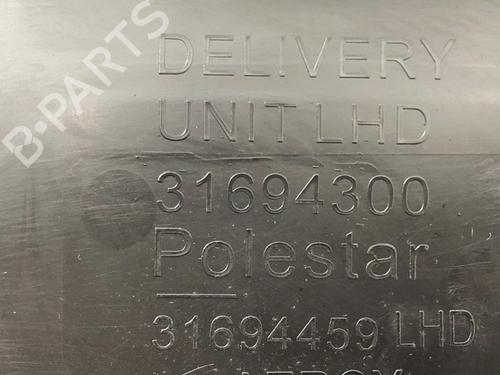 DELIVERY
UNIT LHD
31694300
Polestar
31694459 LHD
B-PARTS